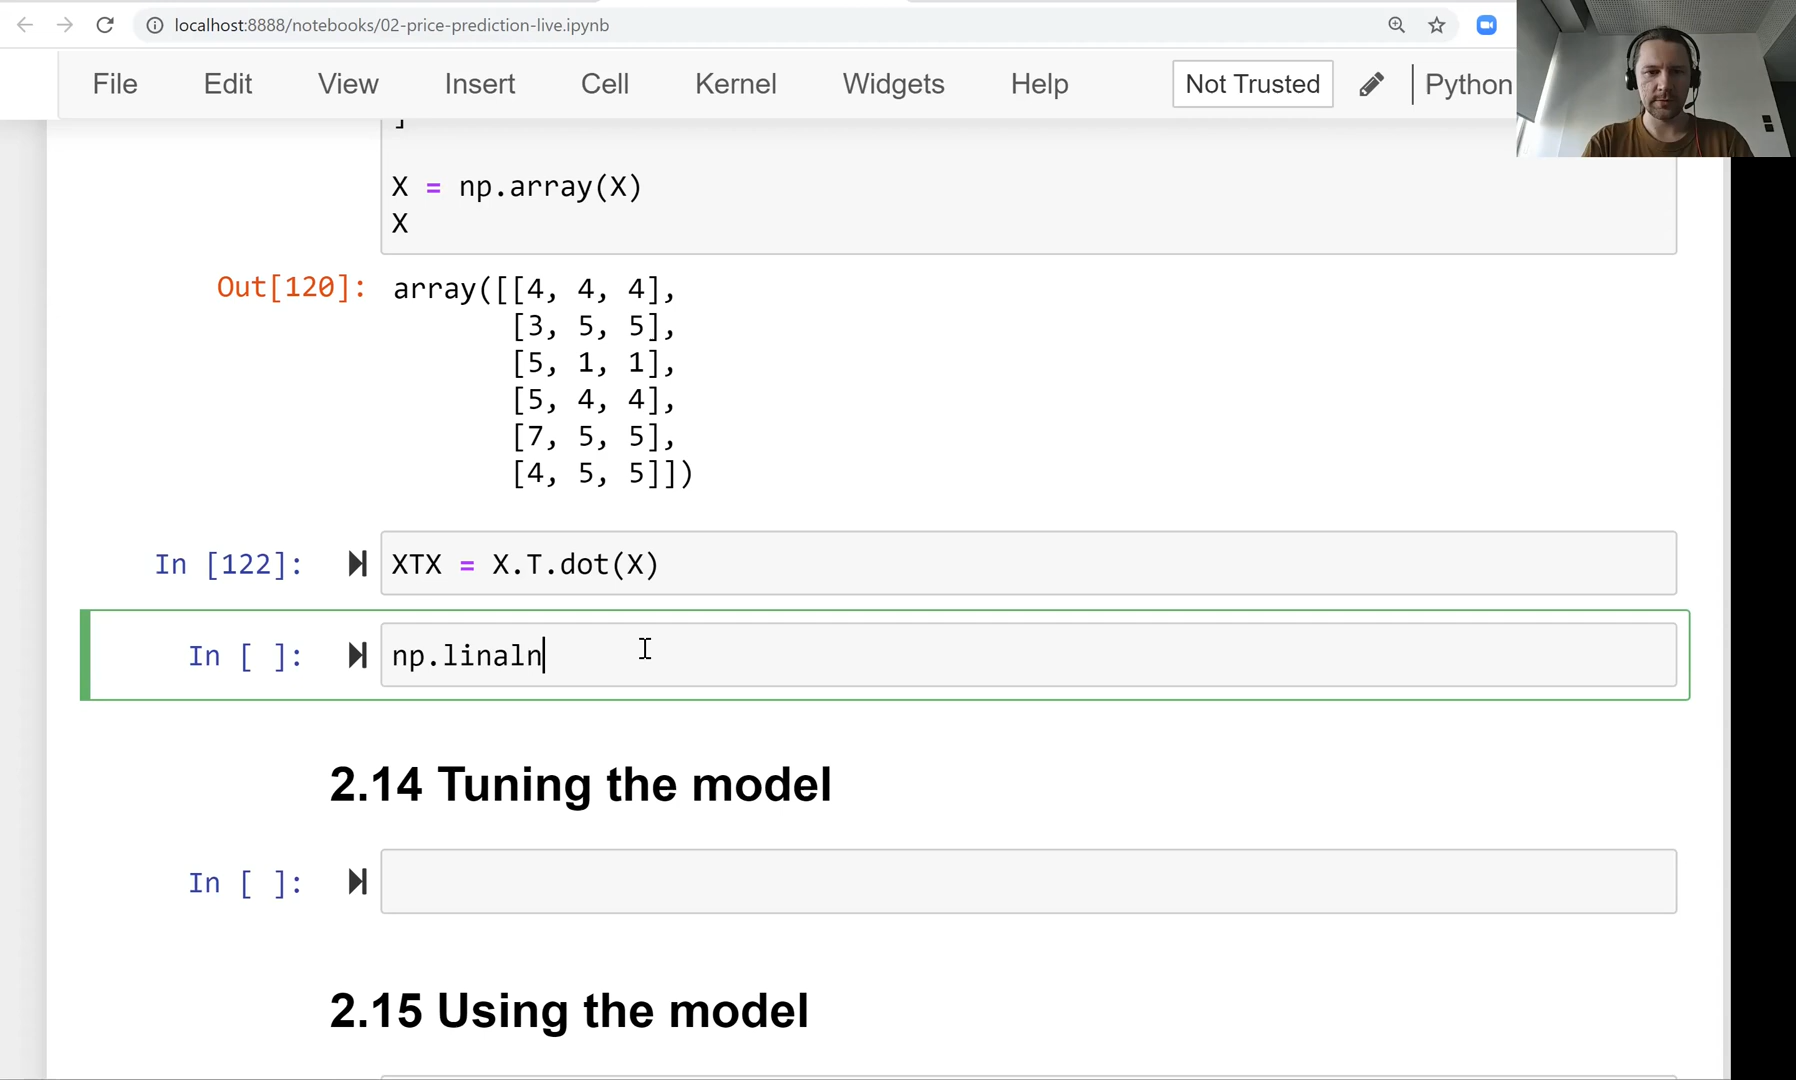 localhost:8888/notebooks/02-price-prediction-live.ipynb
File Edit View Insert Cell Kernel Widgets Help Not Trusted Python
]
X = np.array(X)
X
Out[120]: array([[4, 4, 4],
[3, 5, 5],
[5, 1, 1],
[5, 4, 4],
[7, 5, 5],
[4, 5, 5]])
In [122]: XTX = X.T.dot(X)
In [ ]: np.linaln
2.14 Tuning the model
In [ ]:
2.15 Using the model